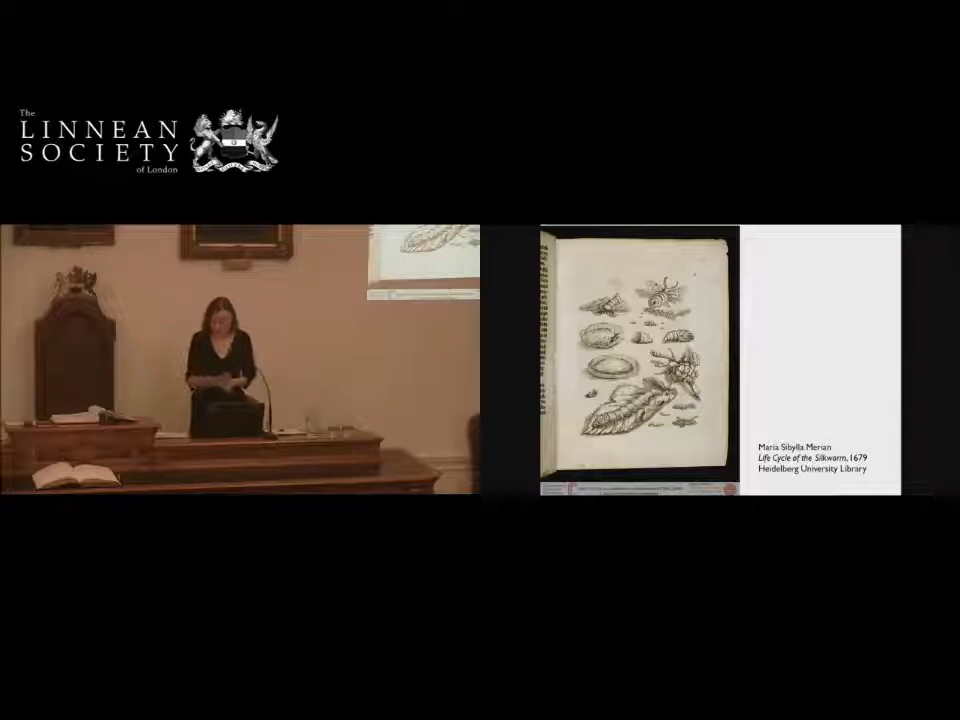 The
LINNEAN
SOCIETY
of London
Maria Sibylla Merian
Life Cycle of the Silkworm, 1679
Heidelberg University Library